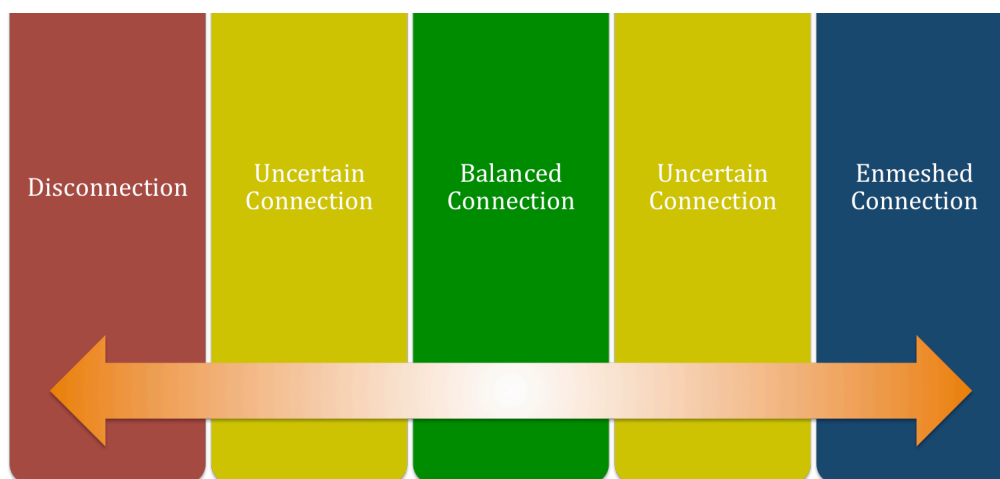 Disconnection
Uncertain
Connection
Balanced
Connection
Uncertain
Connection
Enmeshed
Connection